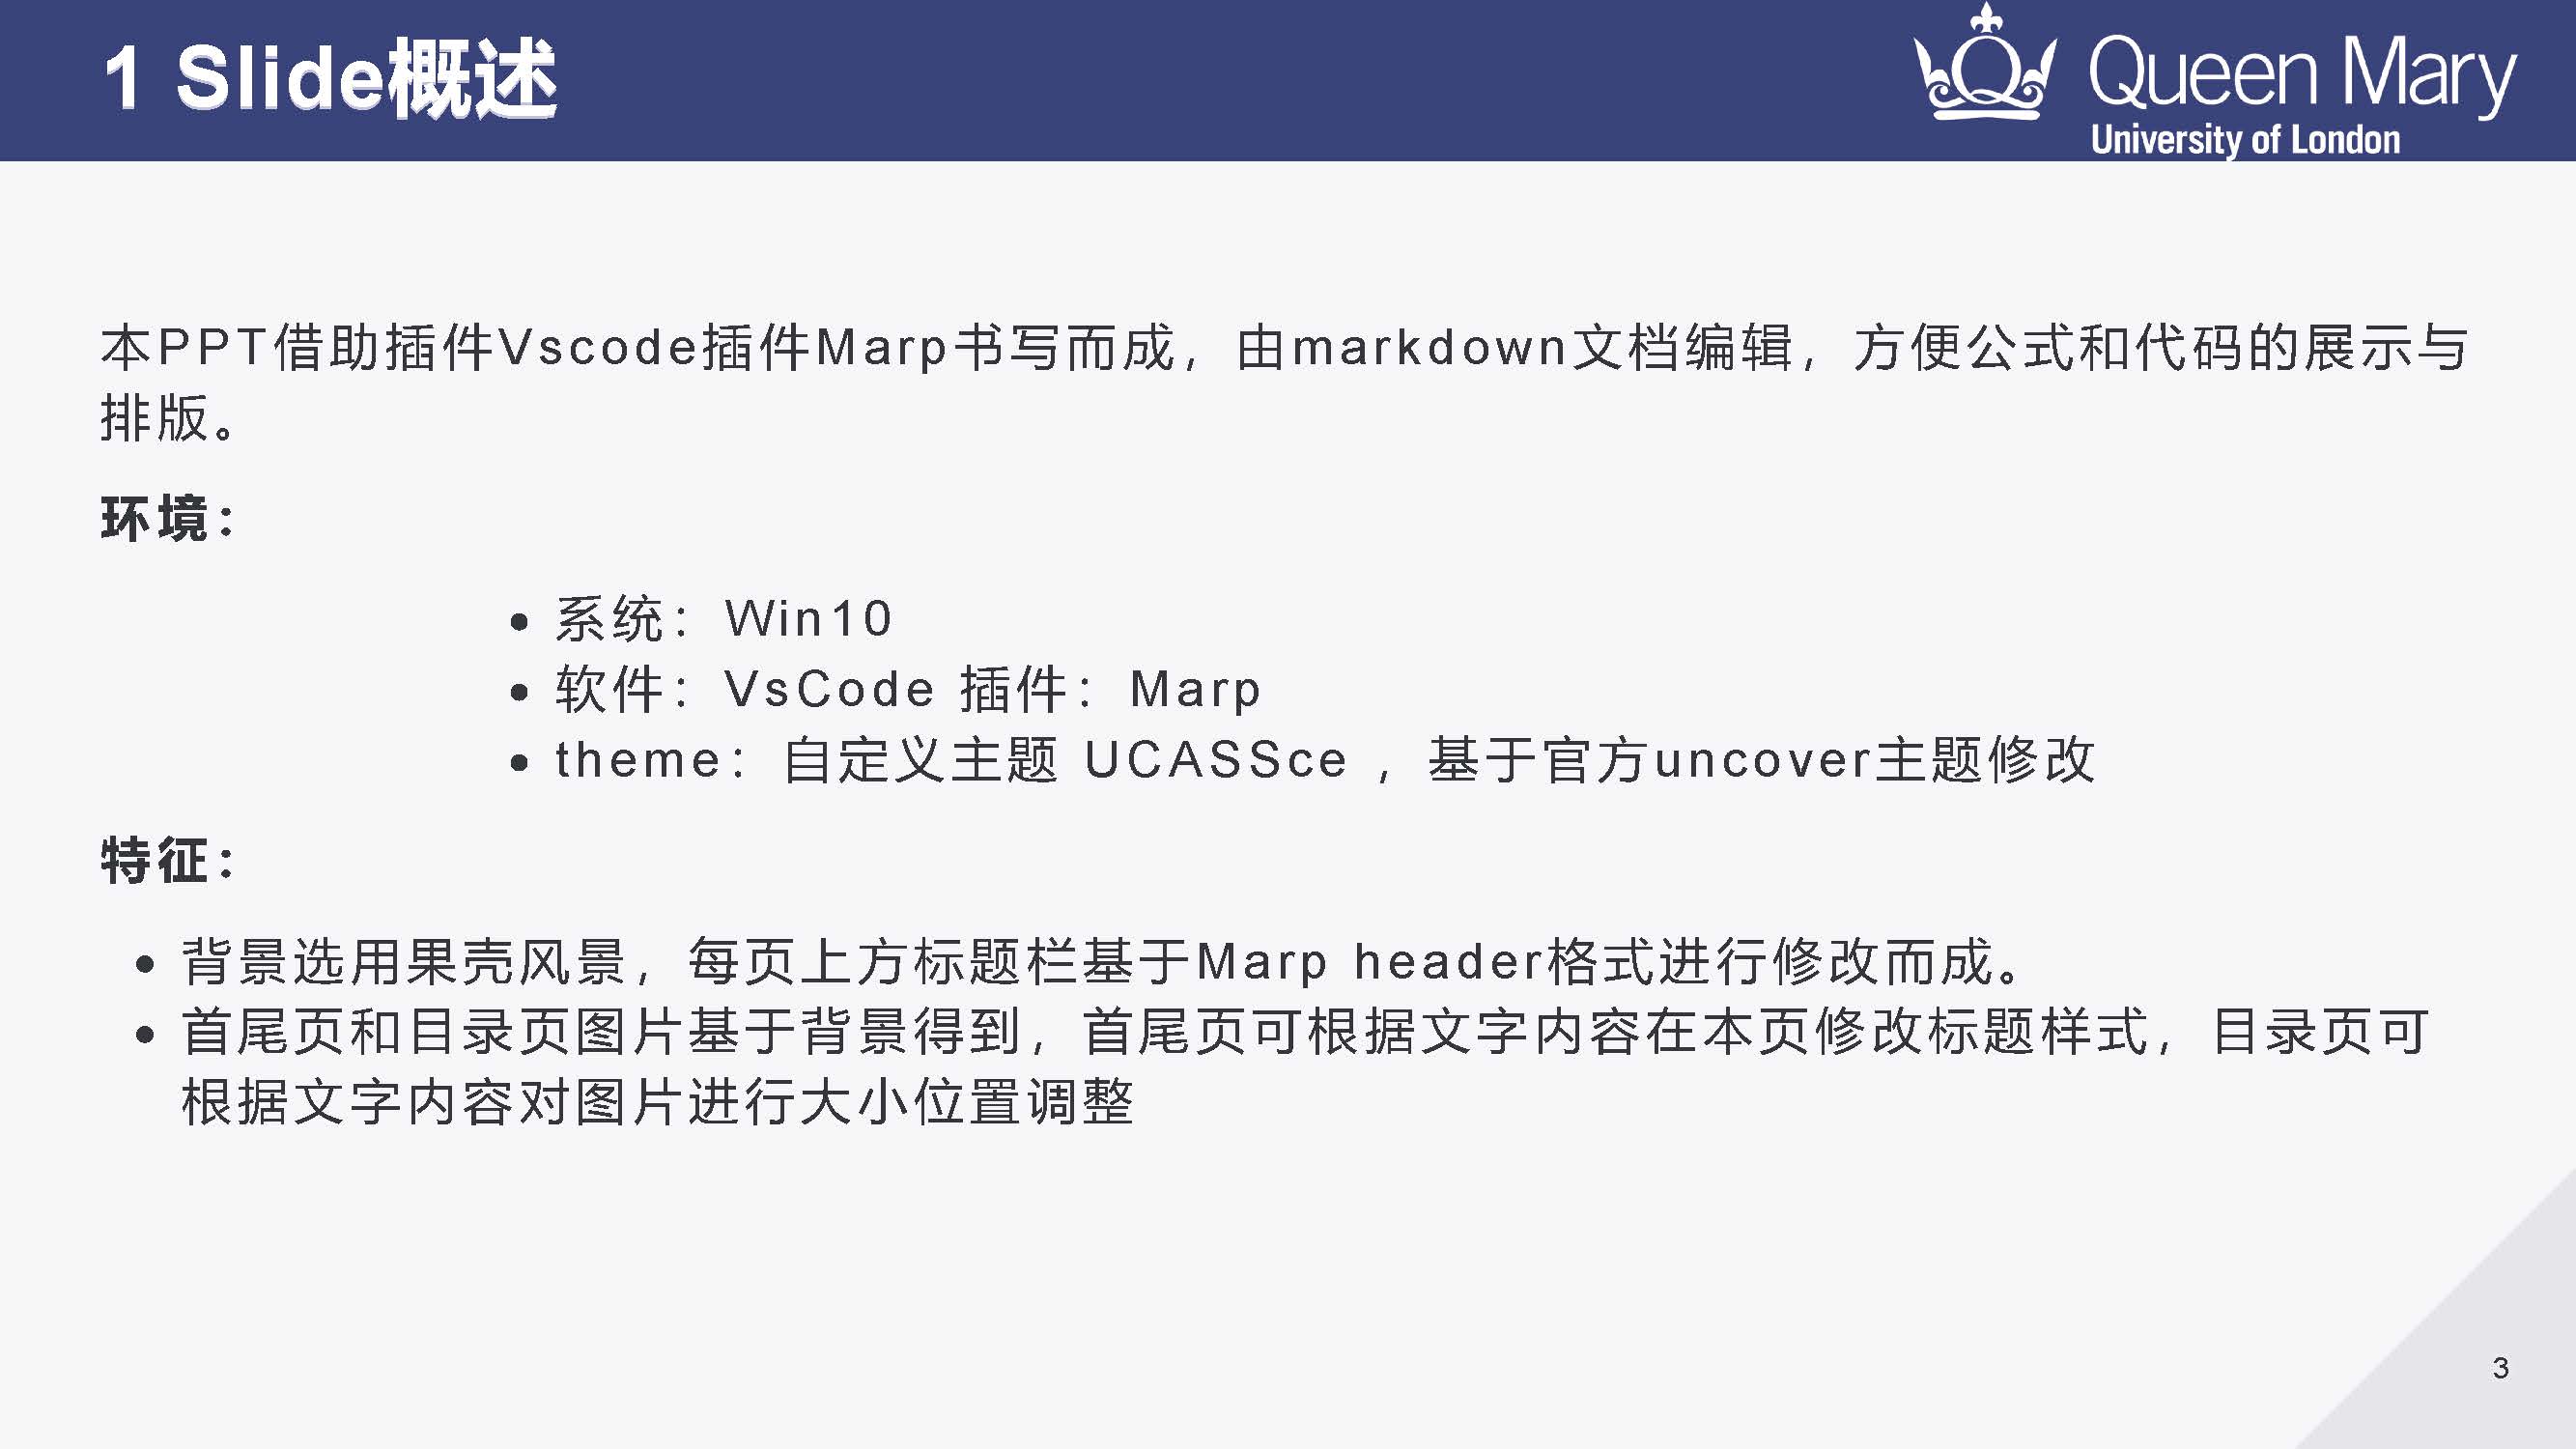 1 Slide概述
Queen Mary
University of London
本PPT借助插件Vscode插件Marp书写而成，由markdown文档编辑，方便公式和代码的展示与
排版。
环境：
• 系统：Win10
• 软件：VsCode 插件：Marp
• theme：自定义主题 UCASSce ，基于官方uncover主题修改
特征：
• 背景选用果壳风景，每页上方标题栏基于Marp header格式进行修改而成。
• 首尾页和目录页图片基于背景得到，首尾页可根据文字内容在本页修改标题样式，目录页可
根据文字内容对图片进行大小位置调整
3